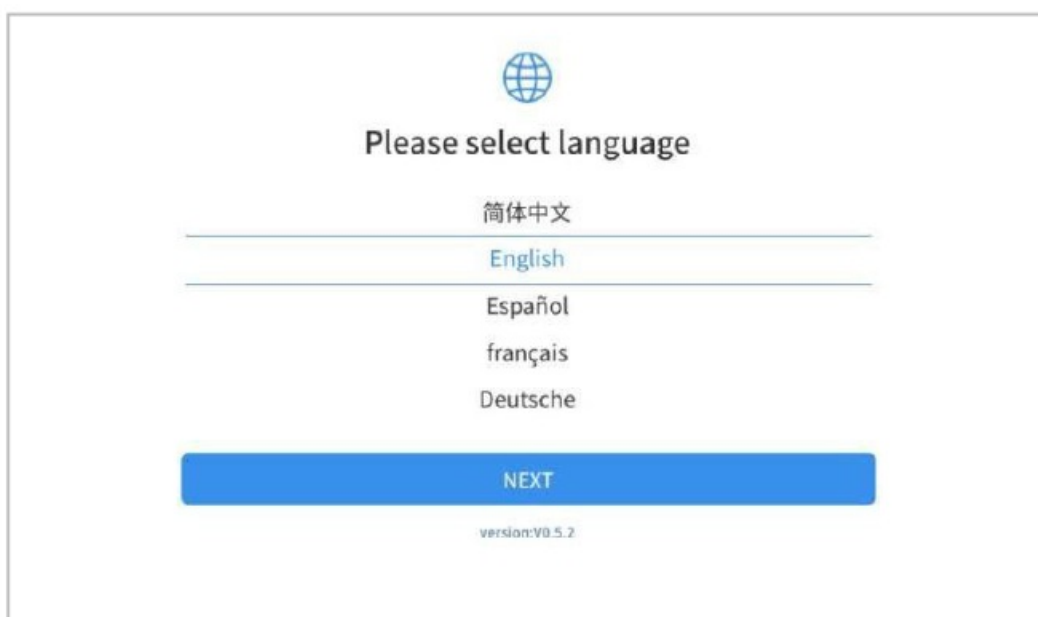 Please select language
简体中文
English
Español
français
Deutsche
NEXT
version:V0.5.2